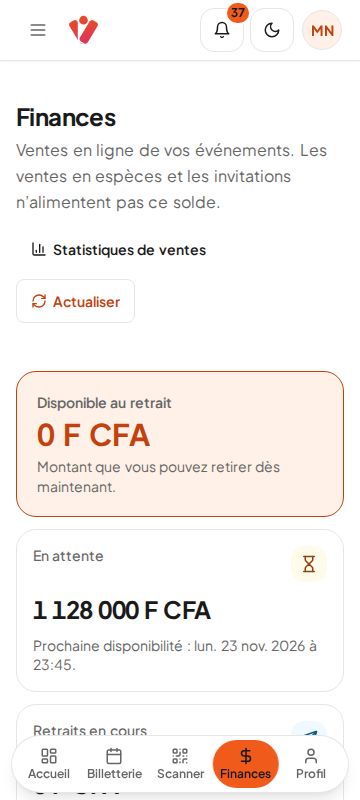 37
MN
Finances
Ventes en ligne de vos événements. Les
ventes en espèces et les invitations
n'alimentent pas ce solde.
Statistiques de ventes
Actualiser
Disponible au retrait
0 F CFA
Montant que vous pouvez retirer dès
maintenant.
En attente
1 128 000 F CFA
Prochaine disponibilité : lun. 23 nov. 2026 à
23:45.
Retraits en cours
Accueil
Billetterie
Scanner
Finances
Profil